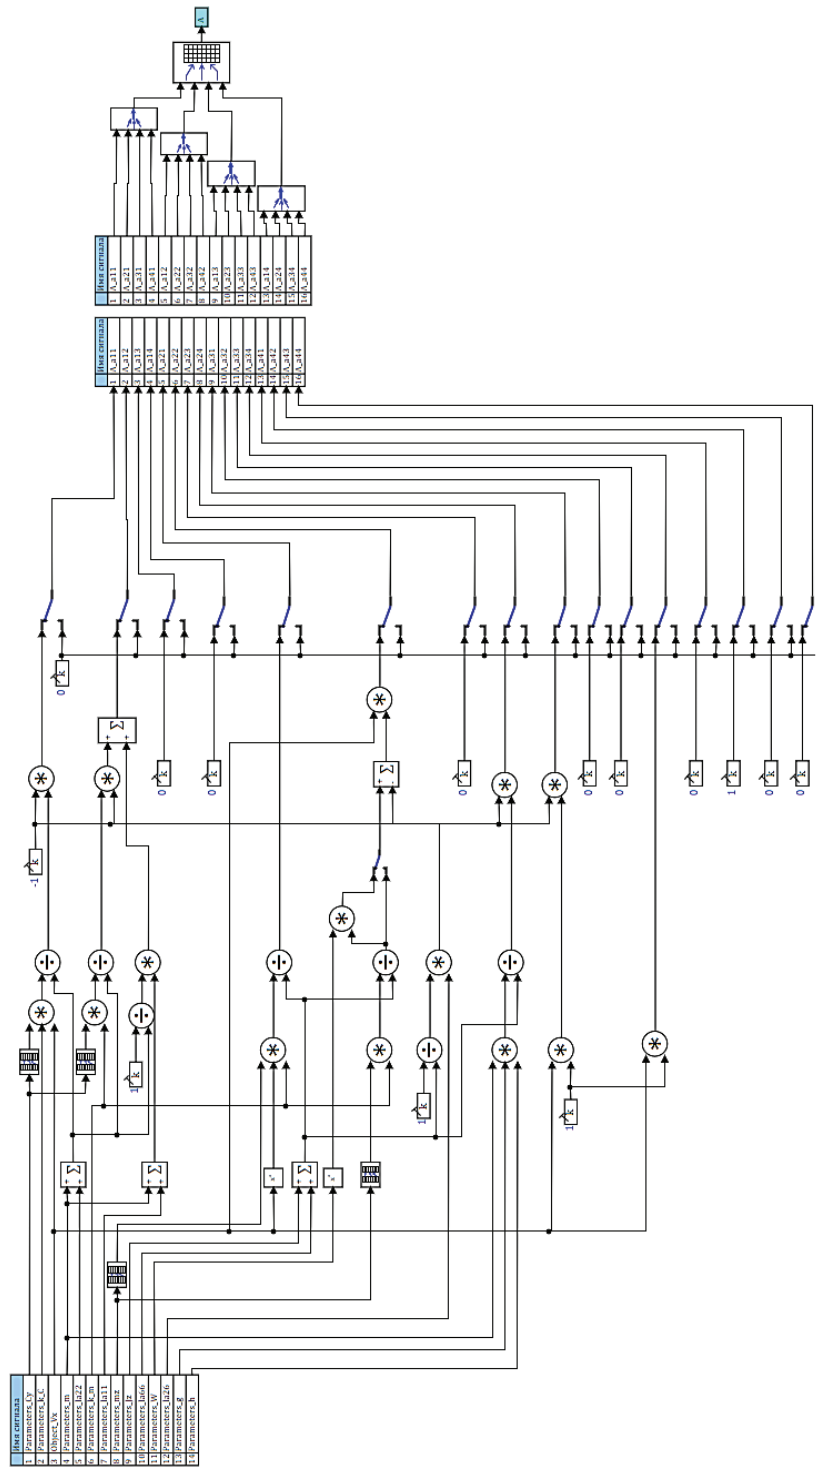 A
Имя сигнала
1 A_a11
2 A_a21
3 A_a31
4 A_a41
5 A_a12
6 A_a22
7 A_a32
8 A_a42
9 A_a13
10 A_a23
11 A_a33
12 A_a43
13 A_a14
14 A_a24
15 A_a34
16 A_a44
Имя сигнала
1 A_a11
2 A_a12
3 A_a13
4 A_a14
5 A_a21
6 A_a22
7 A_a23
8 A_a24
9 A_a31
10 A_a32
11 A_a33
12 A_a34
13 A_a41
14 A_a42
15 A_a43
16 A_a44
k
0
Σ
k
0
k
0
Σ
k
0
k
0
k
0
k
0
k
1
k
0
k
0
k
-1
k
1
k
1
k
1
Σ
Σ
Σ
Имя сигнала
1 Parameters_Cy
2 Parameters_k_C
3 Object_Vx
4 Parameters_m
5 Parameters_la22
6 Parameters_k_m
7 Parameters_la11
8 Parameters_mz
9 Parameters_Iz
10 Parameters_la66
11 Parameters_W
12 Parameters_la26
13 Parameters_g
14 Parameters_h